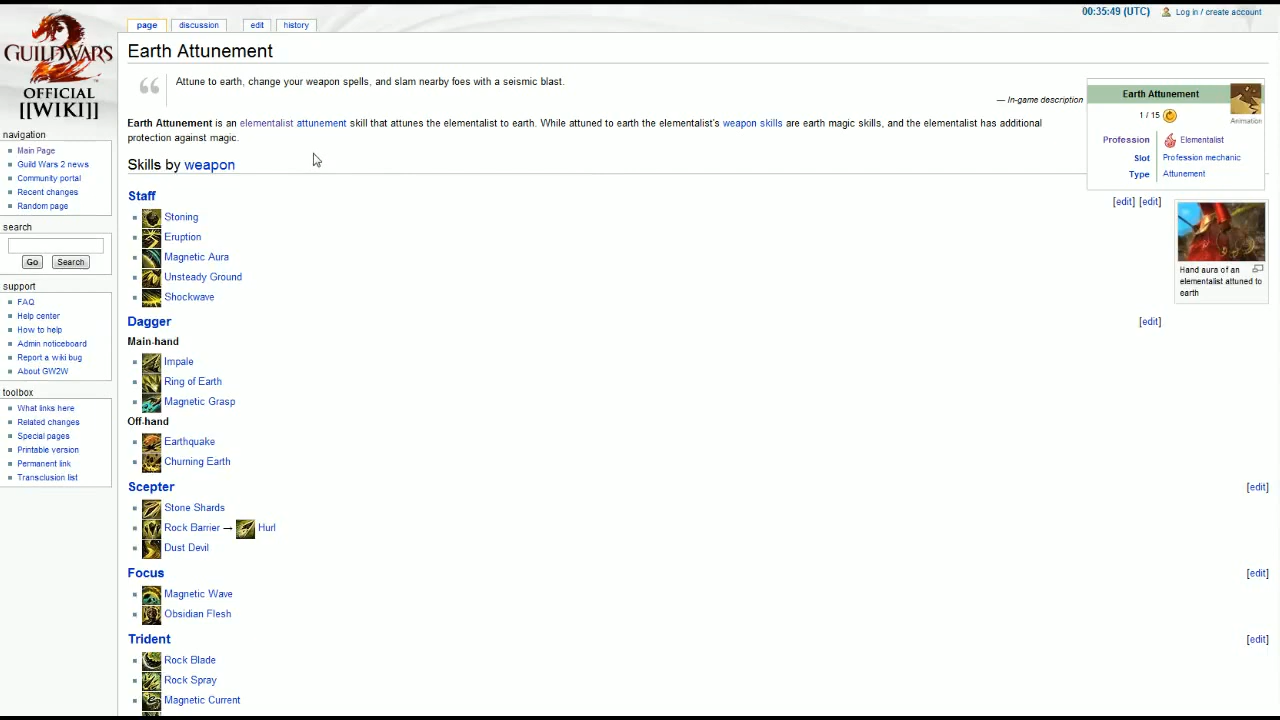 page discussion edit history
00:35:49 (UTC) Log in / create account
GUILDWARS
2
OFFICIAL
[[WIKI]]
navigation
Main Page
Guild Wars 2 news
Community portal
Recent changes
Random page
search
Go Search
support
FAQ
Help center
How to help
Admin noticeboard
Report a wiki bug
About GW2W
toolbox
What links here
Related changes
Special pages
Printable version
Permanent link
Transclusion list
Earth Attunement
Attune to earth, change your weapon spells, and slam nearby foes with a seismic blast.
— In-game description
Earth Attunement is an elementalist attunement skill that attunes the elementalist to earth. While attuned to earth the elementalist's weapon skills are earth magic skills, and the elementalist has additional
protection against magic.
Earth Attunement
Animation
1 / 15
Profession Elementalist
Slot Profession mechanic
Type Attunement
Hand aura of an
elementalist attuned to
earth
Skills by weapon
[edit] [edit]
Staff
Stoning
Eruption
Magnetic Aura
Unsteady Ground
Shockwave
Dagger [edit]
Main-hand
Impale
Ring of Earth
Magnetic Grasp
Off-hand
Earthquake
Churning Earth
Scepter [edit]
Stone Shards
Rock Barrier → Hurl
Dust Devil
Focus [edit]
Magnetic Wave
Obsidian Flesh
Trident [edit]
Rock Blade
Rock Spray
Magnetic Current